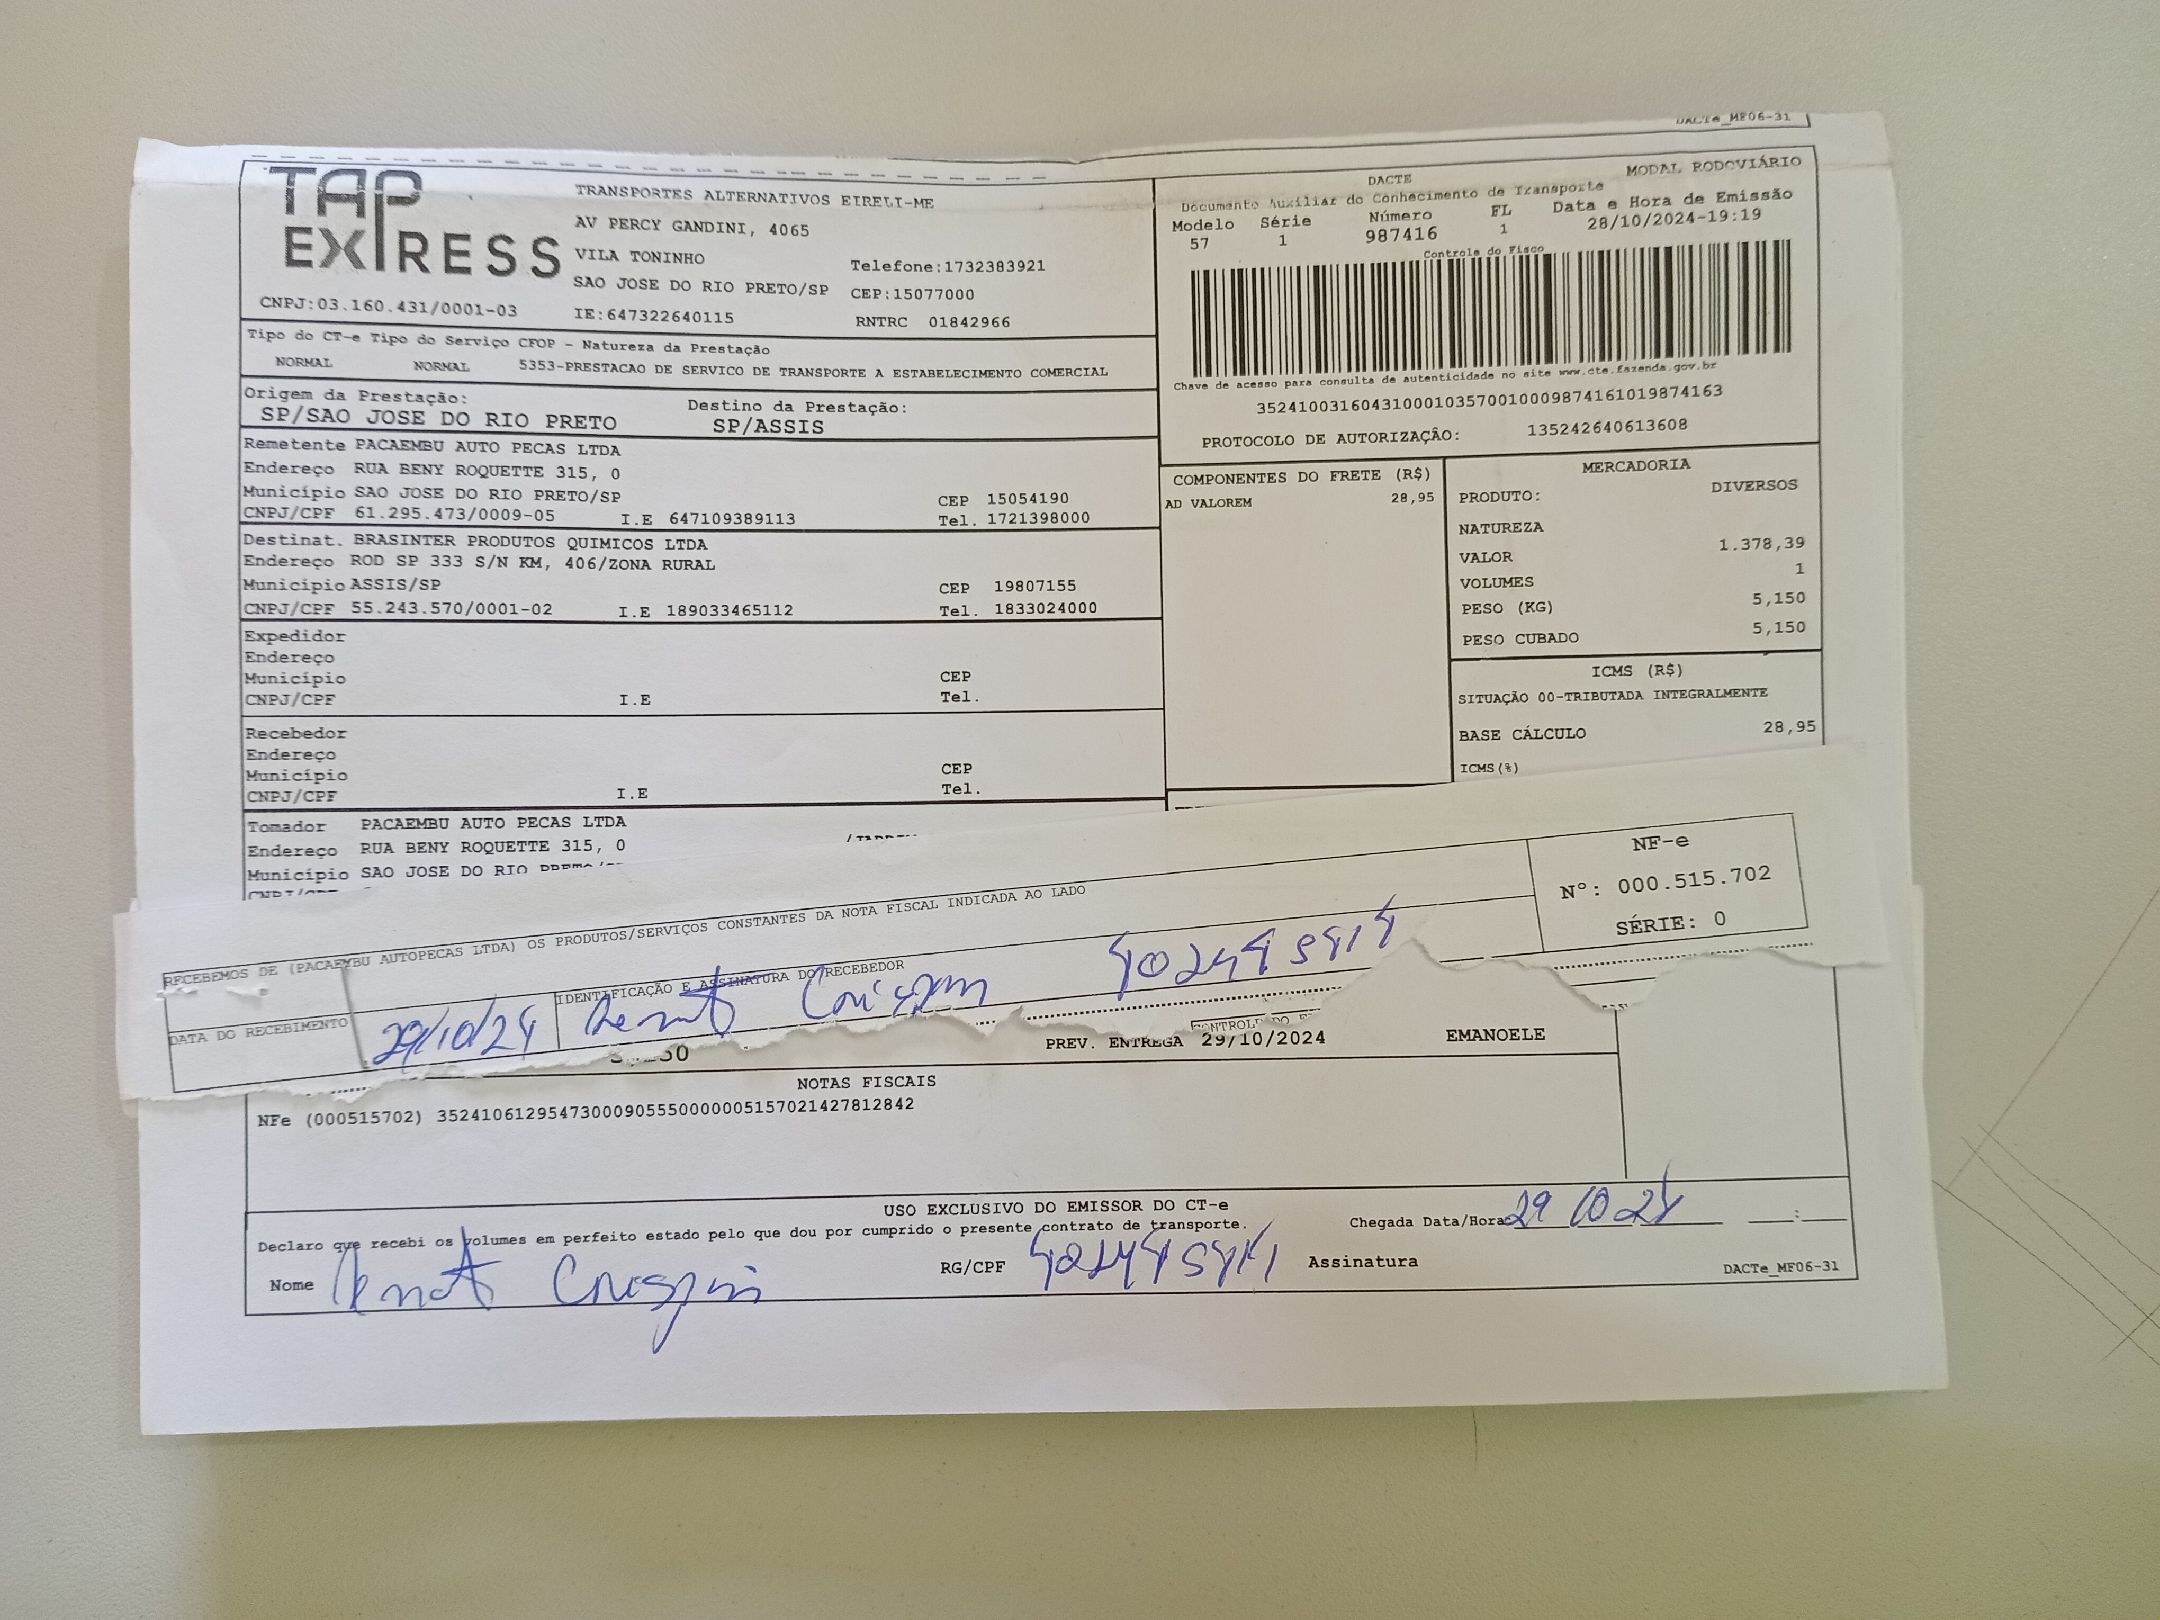 DACTe_MF06-31
TAP EXPRESS
TRANSPORTES ALTERNATIVOS EIRELI-ME
AV PERCY GANDINI, 4065
VILA TONINHO
Telefone:1732383921
SAO JOSE DO RIO PRETO/SP CEP:15077000
CNPJ:03.160.431/0001-03 IE:647322640115 RNTRC 01842966
DACTE MODAL RODOVIÁRIO
Documento Auxiliar do Conhecimento de Transporte
Modelo Série Número FL Data e Hora de Emissão
57 1 987416 1 28/10/2024-19:19
Controle do Fisco
Chave de acesso para consulta de autenticidade no site www.cte.fazenda.gov.br
35241003160431000103570010009874161019874163
PROTOCOLO DE AUTORIZAÇÃO: 135242640613608
Tipo do CT-e Tipo do Serviço CFOP - Natureza da Prestação
NORMAL NORMAL 5353-PRESTACAO DE SERVICO DE TRANSPORTE A ESTABELECIMENTO COMERCIAL
Origem da Prestação: Destino da Prestação:
SP/SAO JOSE DO RIO PRETO SP/ASSIS
Remetente PACAEMBU AUTO PECAS LTDA
Endereço RUA BENY ROQUETTE 315, 0
Município SAO JOSE DO RIO PRETO/SP CEP 15054190
CNPJ/CPF 61.295.473/0009-05 I.E 647109389113 Tel. 1721398000
Destinat. BRASINTER PRODUTOS QUIMICOS LTDA
Endereço ROD SP 333 S/N KM, 406/ZONA RURAL
Município ASSIS/SP CEP 19807155
CNPJ/CPF 55.243.570/0001-02 I.E 189033465112 Tel. 1833024000
Expedidor
Endereço
Município CEP
CNPJ/CPF I.E Tel.
Recebedor
Endereço
Município CEP
CNPJ/CPF I.E Tel.
Tomador PACAEMBU AUTO PECAS LTDA
Endereço RUA BENY ROQUETTE 315, 0
Município SAO JOSE DO RIO
COMPONENTES DO FRETE (R$)
AD VALOREM 28,95
MERCADORIA
PRODUTO: DIVERSOS
NATUREZA
VALOR 1.378,39
VOLUMES 1
PESO (KG) 5,150
PESO CUBADO 5,150
ICMS (R$)
SITUAÇÃO 00-TRIBUTADA INTEGRALMENTE
BASE CÁLCULO 28,95
ICMS(%)
RECEBEMOS DE (PACAEMBU AUTOPECAS LTDA) OS PRODUTOS/SERVIÇOS CONSTANTES DA NOTA FISCAL INDICADA AO LADO
NF-e
Nº: 000.515.702
SÉRIE: 0
DATA DO RECEBIMENTO 29/10/24
IDENTIFICAÇÃO E ASSINATURA DO RECEBEDOR
Renato Crispim
PREV. ENTREGA 29/10/2024 EMANOELE
NOTAS FISCAIS
NFe (000515702) 35241061295473000905550000005157021427812842
USO EXCLUSIVO DO EMISSOR DO CT-e
Declaro que recebi os volumes em perfeito estado pelo que dou por cumprido o presente contrato de transporte. Chegada Data/Hora 29 10 24 :
Nome Renato Crispim RG/CPF Assinatura
DACTe_MF06-31